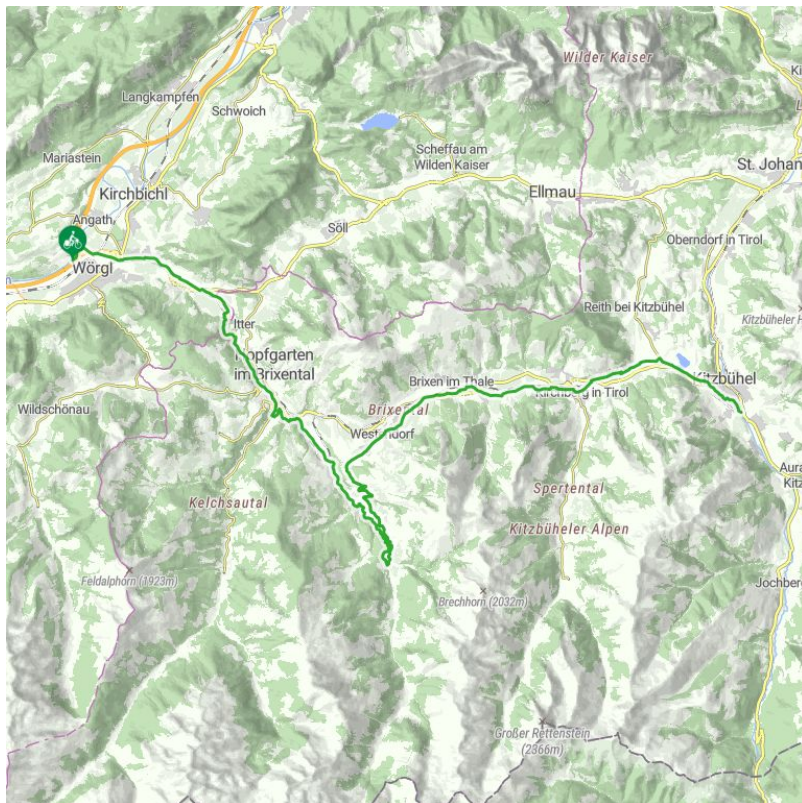 Wilder Kaiser
Langkampfen
Schwoich
Scheffau am
Wilden Kaiser
Mariastein
St. Johan
Kirchbichl
Ellmau
Angath
Söll
Oberndorf in Tirol
Wörgl
Reith bei Kitzbühel
Kitzbüheler H
Itter
Hopfgarten
im Brixental
Brixen im Thale
Kitzbühel
Kirchberg in Tirol
Wildschönau
Brixental
Westendorf
Aura
Kitz
Spertental
Kelchsautal
Kitzbüheler Alpen
Feldalphorn (1923m)
Brechhorn (2032m)
Jochberg
Großer Rettenstein
(2366m)